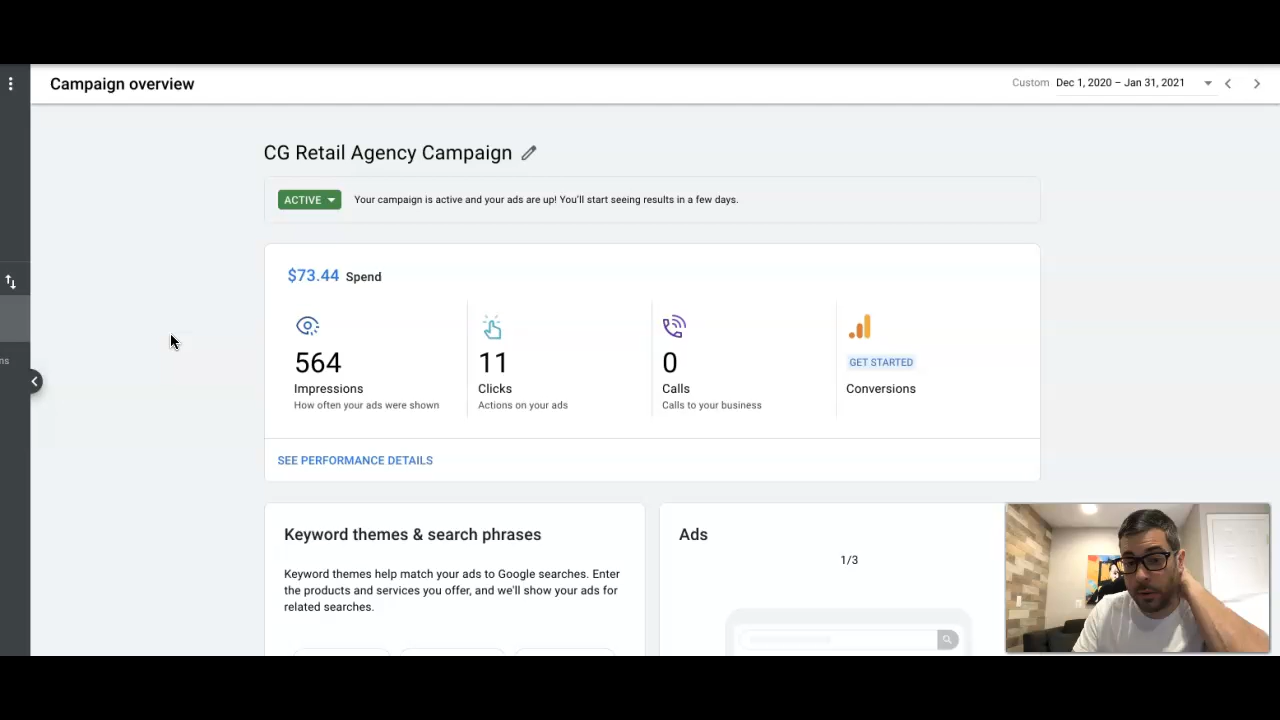 Campaign overview
Custom Dec 1, 2020 – Jan 31, 2021
CG Retail Agency Campaign
ACTIVE Your campaign is active and your ads are up! You'll start seeing results in a few days.
$73.44 Spend
564
Impressions
How often your ads were shown
11
Clicks
Actions on your ads
0
Calls
Calls to your business
GET STARTED
Conversions
ns
SEE PERFORMANCE DETAILS
Keyword themes & search phrases
Keyword themes help match your ads to Google searches. Enter
the products and services you offer, and we'll show your ads for
related searches.
Ads
1/3